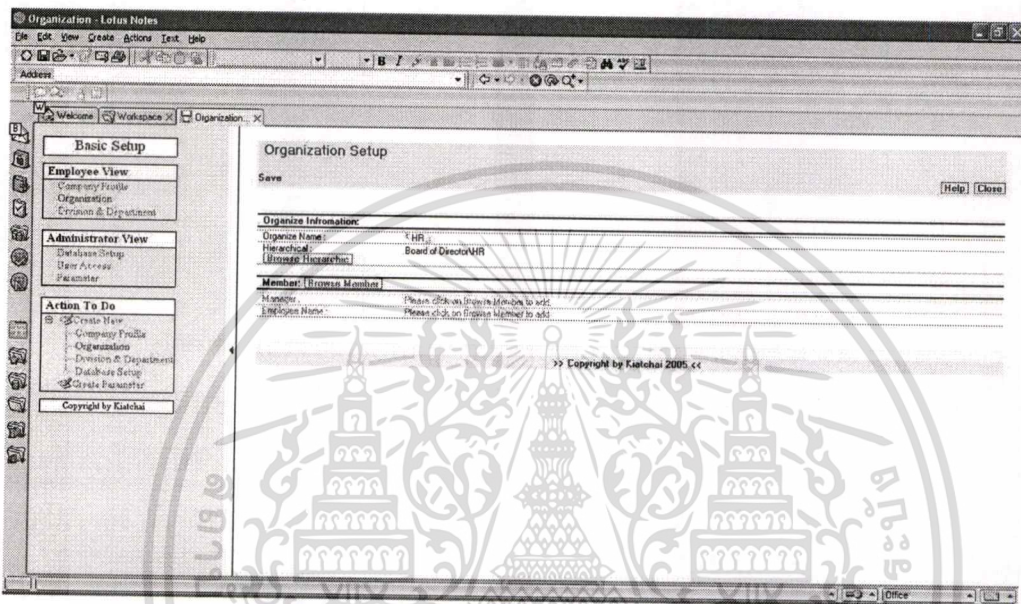 Organization - Lotus Notes
File Edit View Create Actions Text Help
Address
Welcome Workspace Organization...
Basic Setup
Employee View
Company Profile
Organization
Division & Department
Administrator View
Database Setup
User Access
Parameter
Action To Do
Create New
Company Profile
Organization
Division & Department
Database Setup
Create Parameter
Copyright by Kiatchai
Organization Setup
Save
Help Close
Organize Infromation:
Organize Name : HR
Hierarchical : Board of Director\HR
Browse Hierarchic
Member: Browse Member
Manager : Please click on Browse Member to add
Employee Name : Please click on Browse Member to add
>> Copyright by Kiatchai 2005 <<
Office